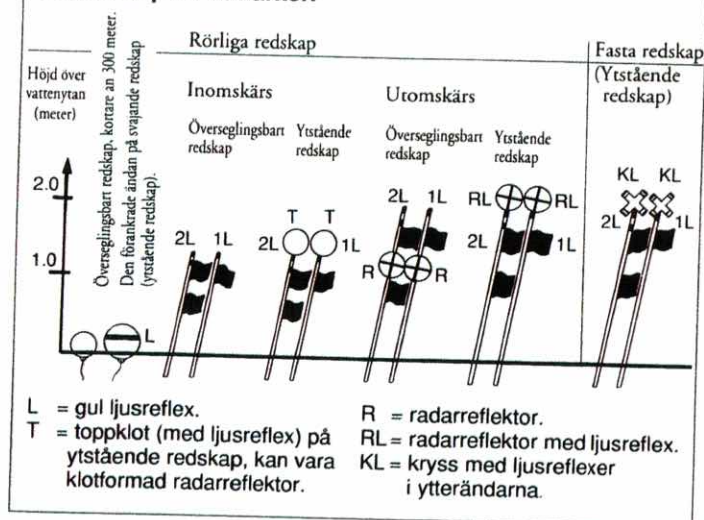 Rörliga redskap
Fasta redskap
(Ytstående
redskap)
Höjd över
vattenytan
(meter)
Överseglingsbart redskap, kortare än 300 meter.
Den förankrade ändan på svajande redskap
(ytstående redskap).
Inomskärs
Utomskärs
Överseglingsbart
redskap
Ytstående
redskap
Överseglingsbart
redskap
Ytstående
redskap
2.0
1.0
L
2L 1L
T T
2L 1L
2L 1L
R R
RL RL
2L 1L
KL KL
2L 1L
L = gul ljusreflex.
T = toppklot (med ljusreflex) på
ytstående redskap, kan vara
klotformad radarreflektor.
R = radarreflektor.
RL = radarreflektor med ljusreflex.
KL = kryss med ljusreflexer
i ytterändarna.